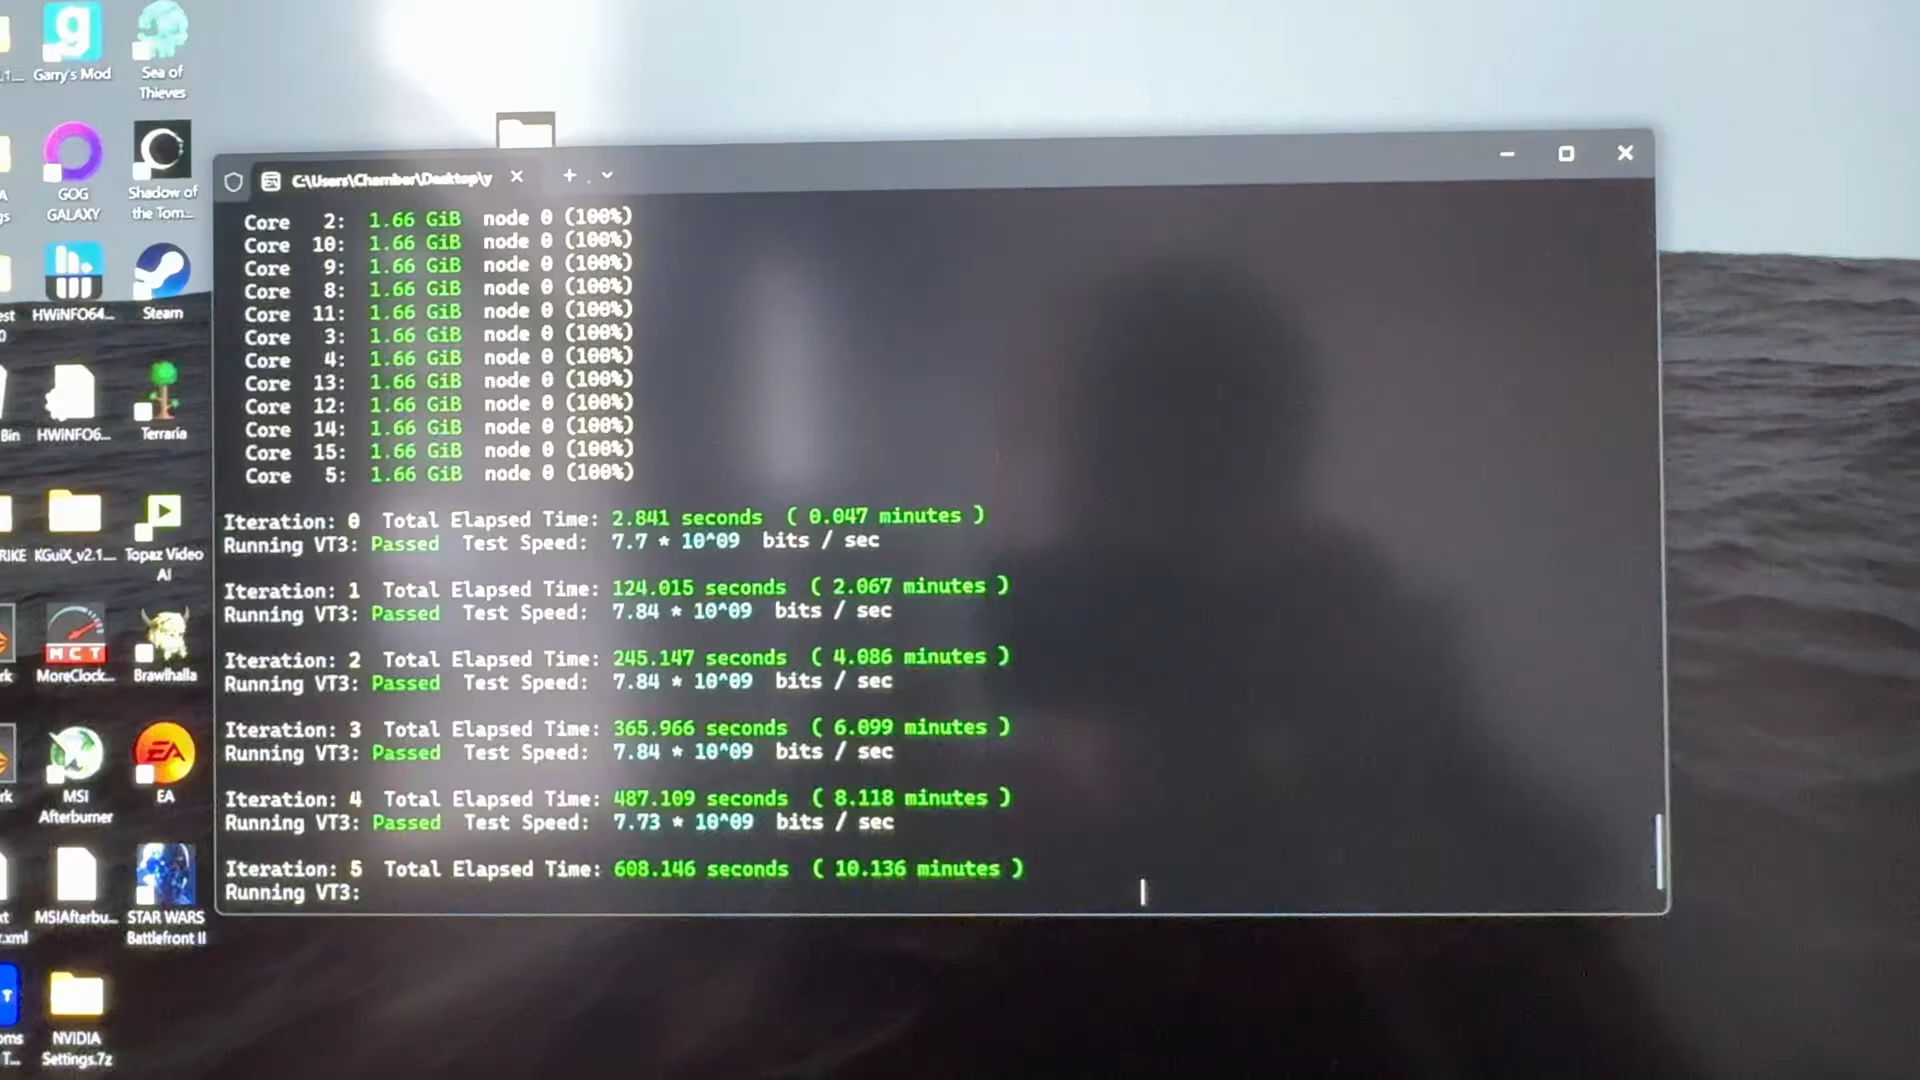 Garry's Mod
Sea of
Thieves
GOG
GALAXY
Shadow of
the Tom...
HWiNFO64...
Steam
Bin
HWiNFO6...
Terraria
RIKE
KGuiX_v2.1...
Topaz Video
AI
MCT
MoreClock...
Brawlhalla
MSI
Afterburner
EA
EA
MSIAfterbu...
STAR WARS
Battlefront II
.xml
NVIDIA
Settings.7z
C:\Users\Chamber\Desktop\y
Core 2: 1.66 GiB node 0 (100%)
Core 10: 1.66 GiB node 0 (100%)
Core 9: 1.66 GiB node 0 (100%)
Core 8: 1.66 GiB node 0 (100%)
Core 11: 1.66 GiB node 0 (100%)
Core 3: 1.66 GiB node 0 (100%)
Core 4: 1.66 GiB node 0 (100%)
Core 13: 1.66 GiB node 0 (100%)
Core 12: 1.66 GiB node 0 (100%)
Core 14: 1.66 GiB node 0 (100%)
Core 15: 1.66 GiB node 0 (100%)
Core 5: 1.66 GiB node 0 (100%)
Iteration: 0 Total Elapsed Time: 2.841 seconds ( 0.047 minutes )
Running VT3: Passed Test Speed: 7.7 * 10^09 bits / sec
Iteration: 1 Total Elapsed Time: 124.015 seconds ( 2.067 minutes )
Running VT3: Passed Test Speed: 7.84 * 10^09 bits / sec
Iteration: 2 Total Elapsed Time: 245.147 seconds ( 4.086 minutes )
Running VT3: Passed Test Speed: 7.84 * 10^09 bits / sec
Iteration: 3 Total Elapsed Time: 365.966 seconds ( 6.099 minutes )
Running VT3: Passed Test Speed: 7.84 * 10^09 bits / sec
Iteration: 4 Total Elapsed Time: 487.109 seconds ( 8.118 minutes )
Running VT3: Passed Test Speed: 7.73 * 10^09 bits / sec
Iteration: 5 Total Elapsed Time: 608.146 seconds ( 10.136 minutes )
Running VT3: